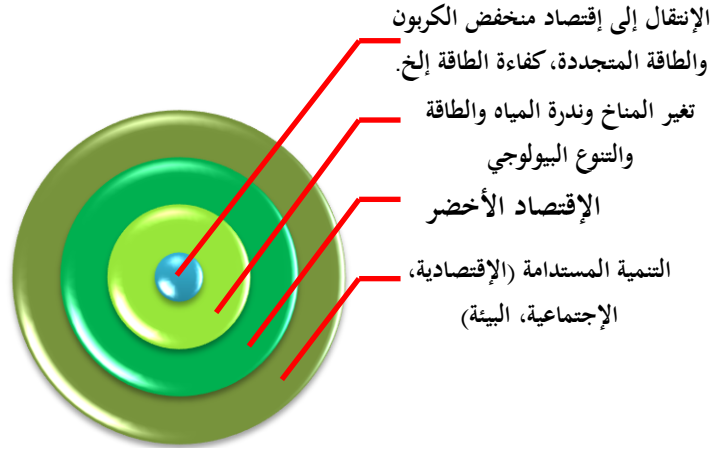 الإنتقال إلى إقتصاد منخفض الكربون
والطاقة المتجددة، كفاءة الطاقة إلخ.
تغير المناخ وندرة المياه والطاقة
والتنوع البيولوجي
الإقتصاد الأخضر
التنمية المستدامة (الإقتصادية،
الإجتماعية، البيئة)